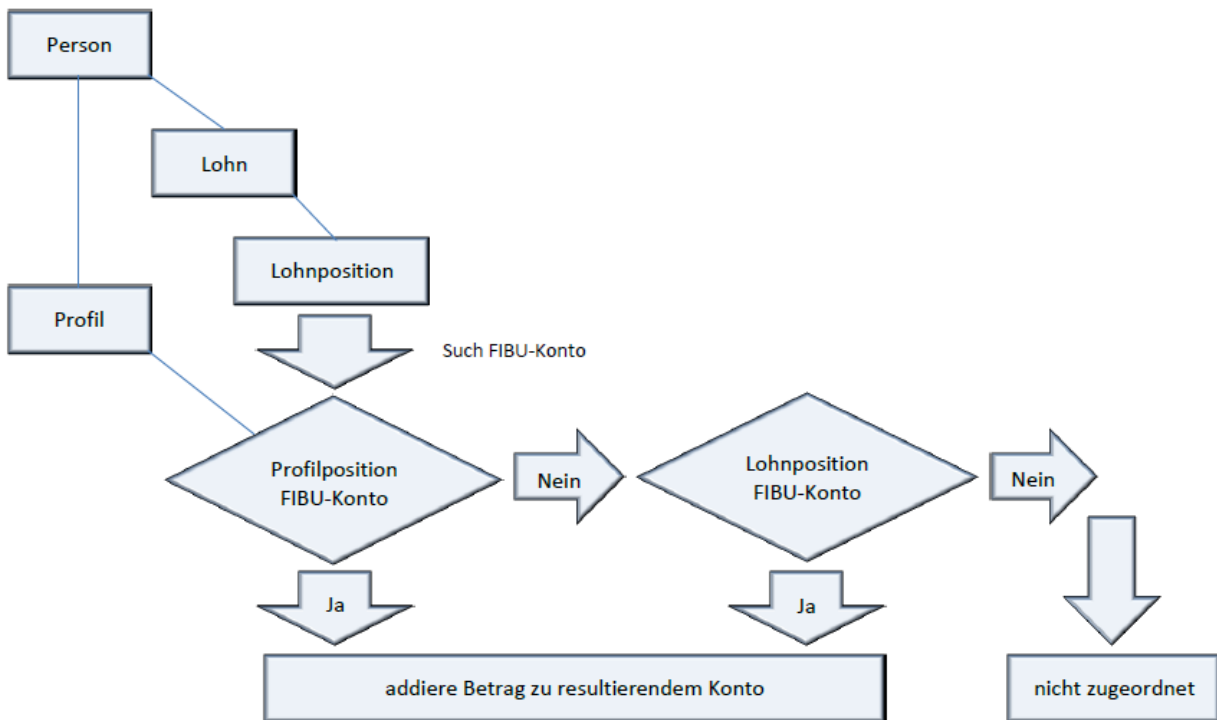 Person
Lohn
Lohnposition
Profil
Such FIBU-Konto
Profilposition
FIBU-Konto
Nein
Lohnposition
FIBU-Konto
Nein
Ja
Ja
addiere Betrag zu resultierendem Konto
nicht zugeordnet